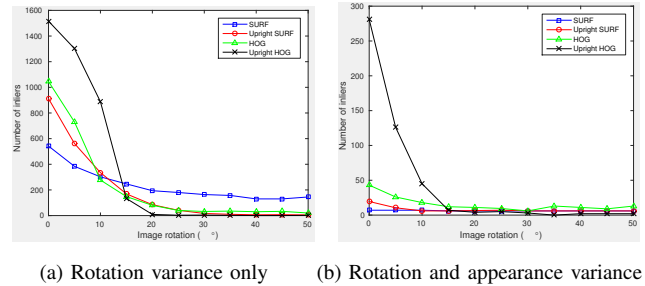 1600
1400
1200
1000
800
600
400
200
0
Number of inliers
0 10 20 30 40 50
Image rotation ( °)
SURF
Upright SURF
HOG
Upright HOG
(a) Rotation variance only
300
250
200
150
100
50
0
Number of inliers
0 10 20 30 40 50
Image rotation ( °)
SURF
Upright SURF
HOG
Upright HOG
(b) Rotation and appearance variance